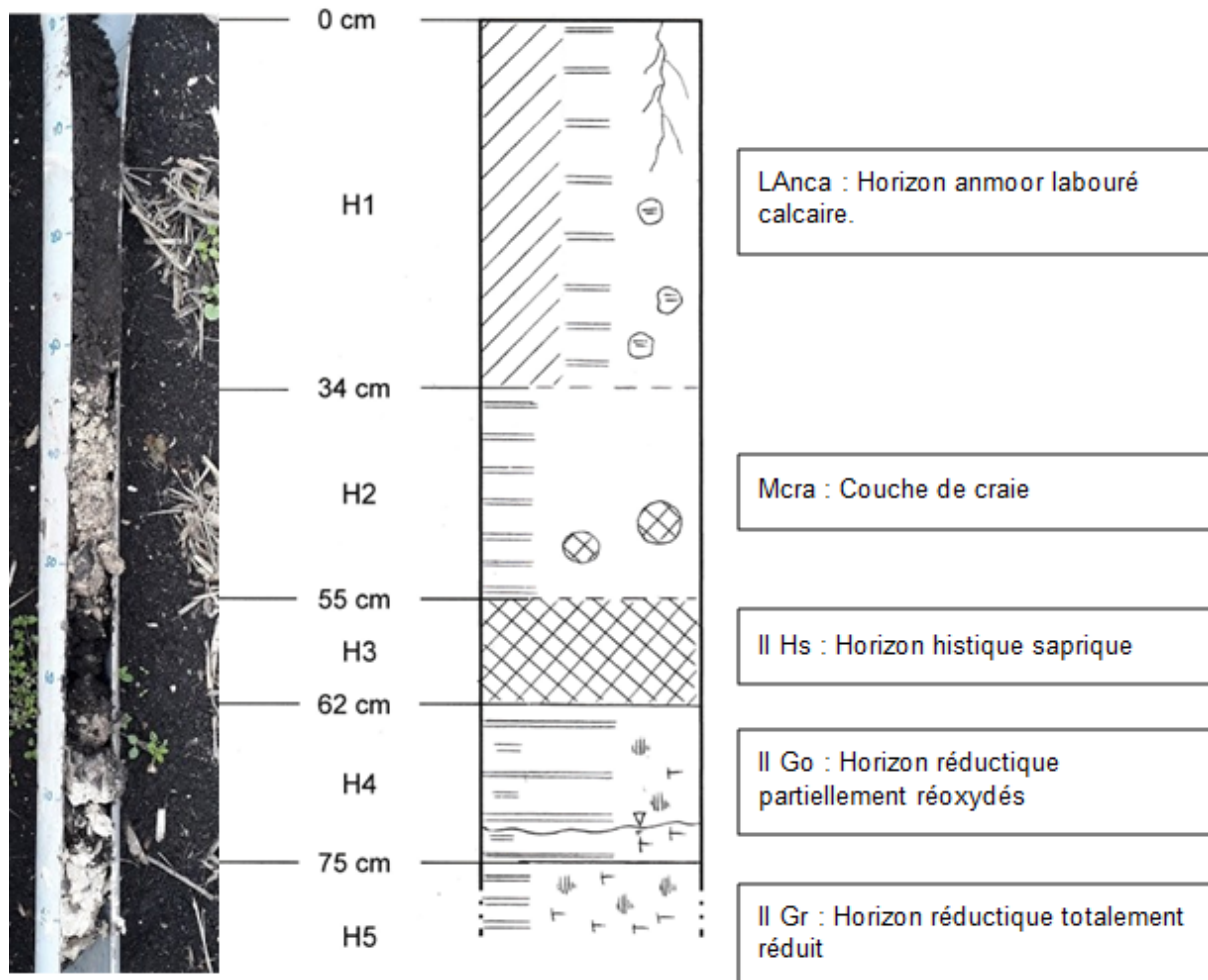 0 cm
H1
LAnca : Horizon anmoor labouré
calcaire.
34 cm
H2
Mcra : Couche de craie
55 cm
H3
II Hs : Horizon histique saprique
62 cm
H4
II Go : Horizon réductique
partiellement réoxydés
75 cm
H5
II Gr : Horizon réductique totalement
réduit